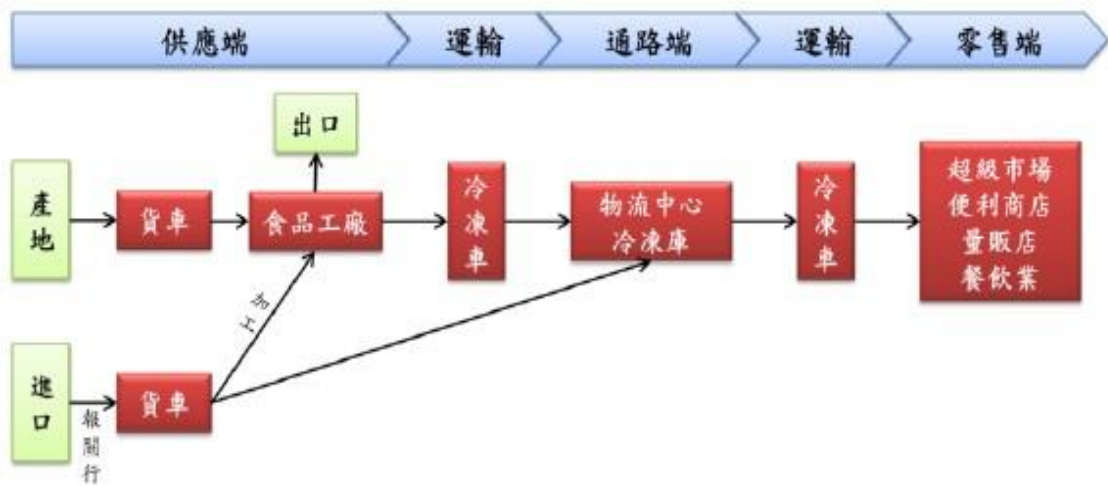 供應端
運輸
通路端
運輸
零售端
出口
產地
貨車
食品工廠
冷凍車
物流中心
冷凍庫
冷凍車
超級市場
便利商店
量販店
餐飲業
加工
進口
報關行
貨車